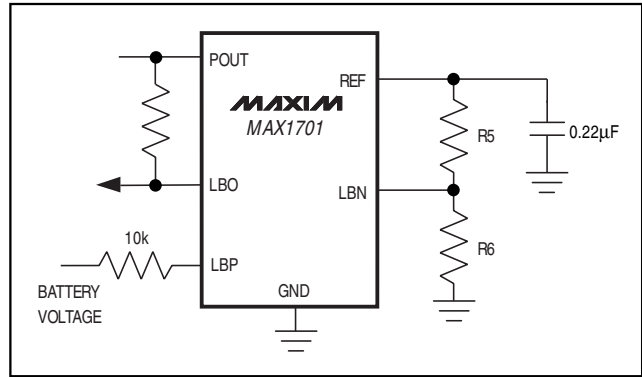 POUT
REF
MAXIM
MAX1701
R5
0.22µF
LBO
LBN
10k
LBP
R6
GND
BATTERY
VOLTAGE